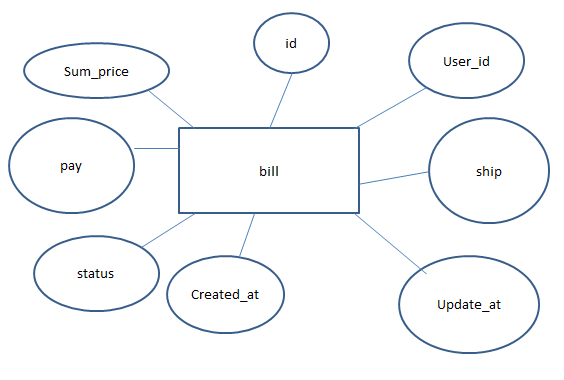 id
User_id
Sum_price
pay
bill
ship
status
Created_at
Update_at